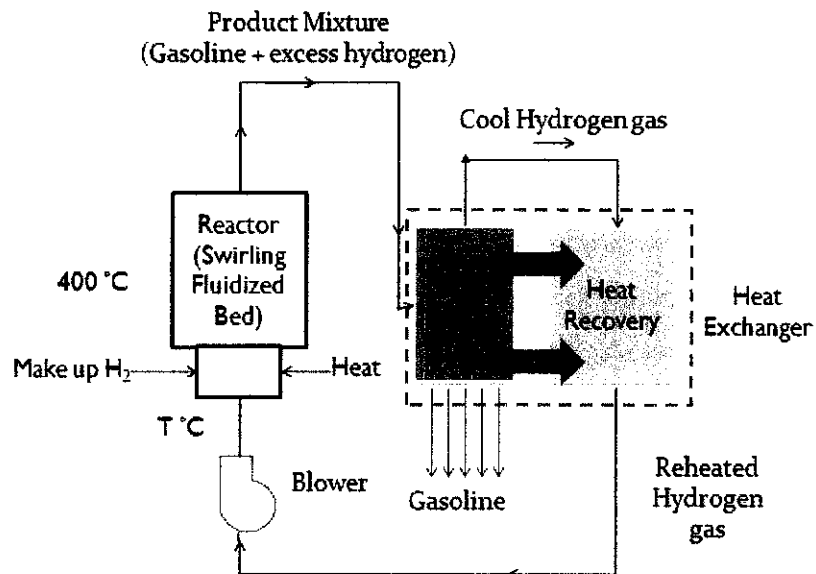 Product Mixture
(Gasoline + excess hydrogen)
Cool Hydrogen gas
Reactor
(Swirling
Fluidized
Bed)
400 °C
Heat
Recovery
Heat
Exchanger
Make up H₂
Heat
T °C
Blower
Gasoline
Reheated
Hydrogen
gas